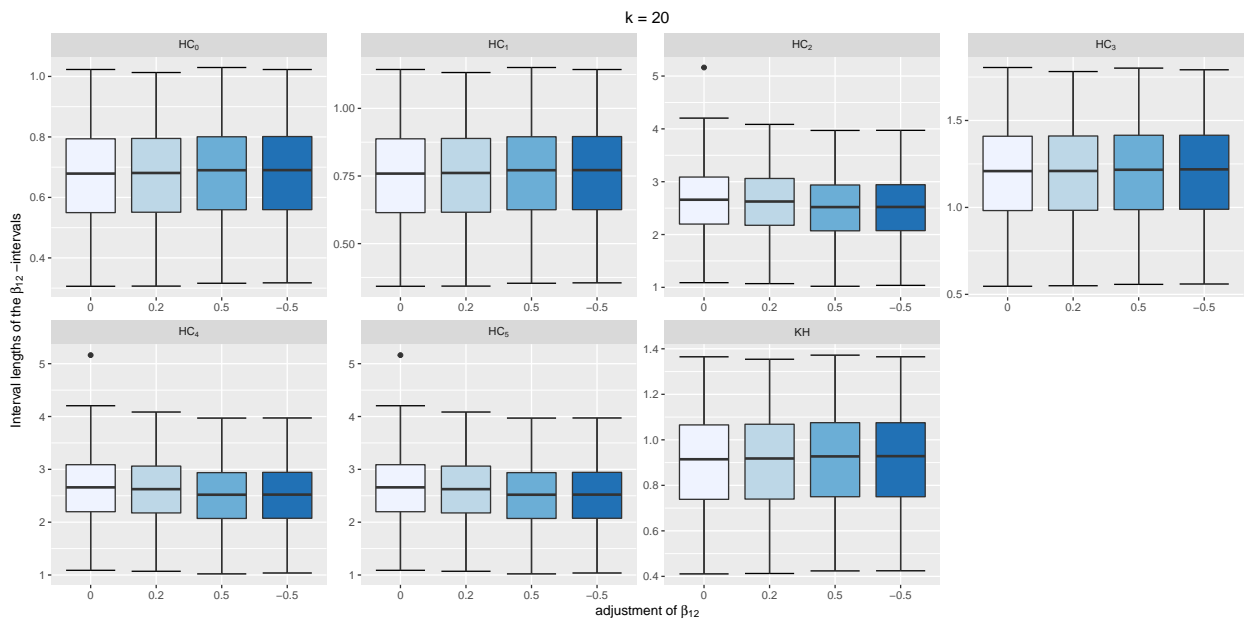 k = 20
HC₀
HC₁
HC₂
HC₃
1.0
0.8
0.6
0.4
1.00
0.75
0.50
5
4
3
2
1
1.5
1.0
0.5
0 0.2 0.5 −0.5
0 0.2 0.5 −0.5
0 0.2 0.5 −0.5
0 0.2 0.5 −0.5
Interval lengths of the β₁₂ −intervals
HC₄
HC₅
KH
5
4
3
2
1
5
4
3
2
1
1.4
1.2
1.0
0.8
0.6
0.4
0 0.2 0.5 −0.5
0 0.2 0.5 −0.5
0 0.2 0.5 −0.5
adjustment of β₁₂